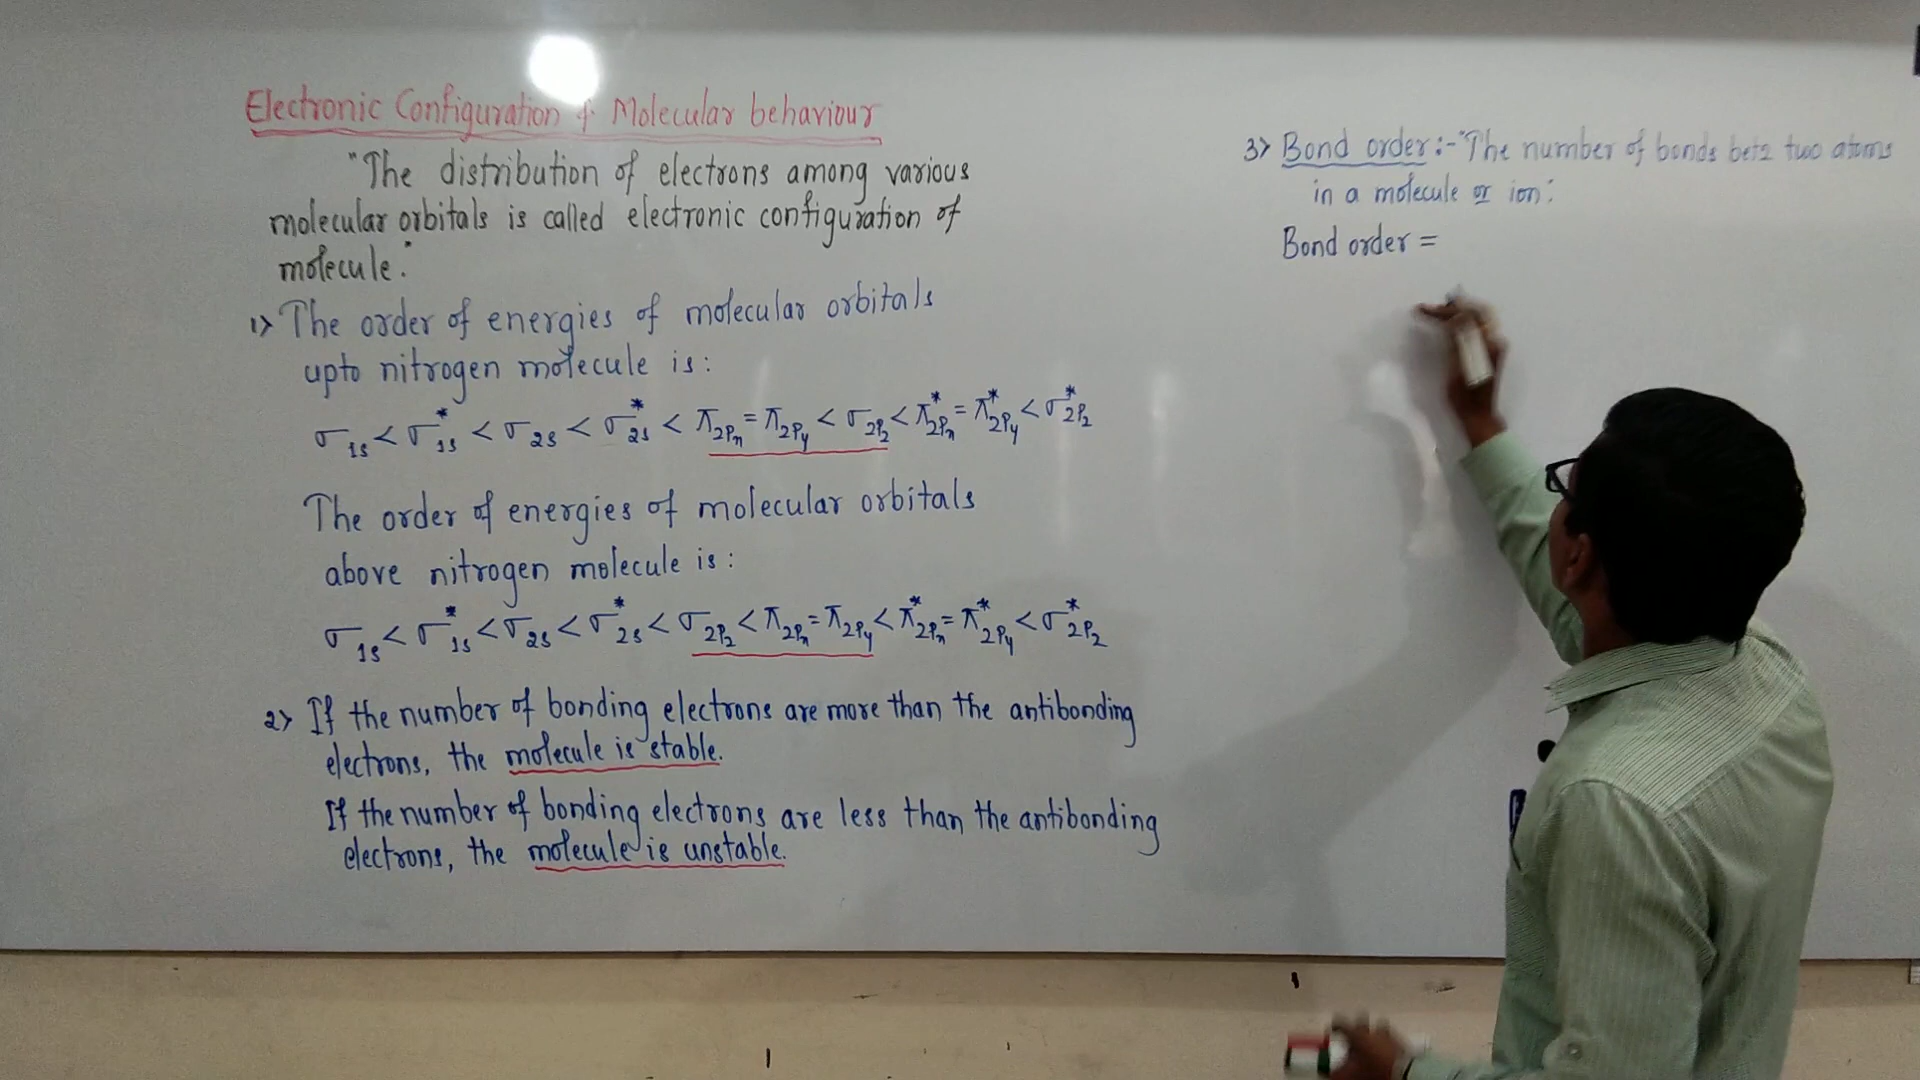 Electronic Configuration & Molecular behaviour
"The distribution of electrons among various
molecular orbitals is called electronic configuration of
molecule."
1> The order of energies of molecular orbitals
upto nitrogen molecule is:
σ1s < σ*1s < σ2s < σ*2s < π2Px = π2Py < σ2Pz < π*2Px = π*2Py < σ*2Pz
The order of energies of molecular orbitals
above nitrogen molecule is:
σ1s < σ*1s < σ2s < σ*2s < σ2Pz < π2Px = π2Py < π*2Px = π*2Py < σ*2Pz
2> If the number of bonding electrons are more than the antibonding
electrons, the molecule is stable.
If the number of bonding electrons are less than the antibonding
electrons, the molecule is unstable.
3> Bond order:- "The number of bonds betn two atoms
in a molecule or ion:
Bond order =